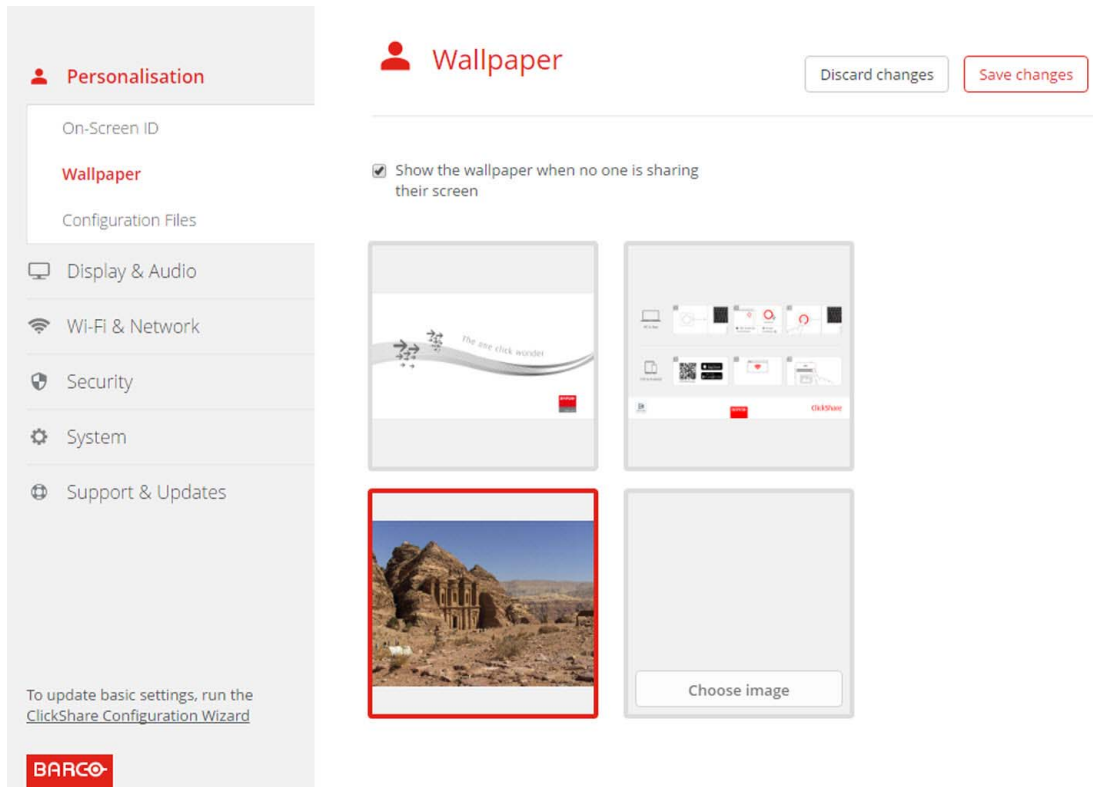 Personalisation
On-Screen ID
Wallpaper
Configuration Files
Display & Audio
Wi-Fi & Network
Security
System
Support & Updates
To update basic settings, run the
ClickShare Configuration Wizard
BARCO
Wallpaper
Discard changes
Save changes
Show the wallpaper when no one is sharing
their screen
the one click wonder
ClickShare
Choose image